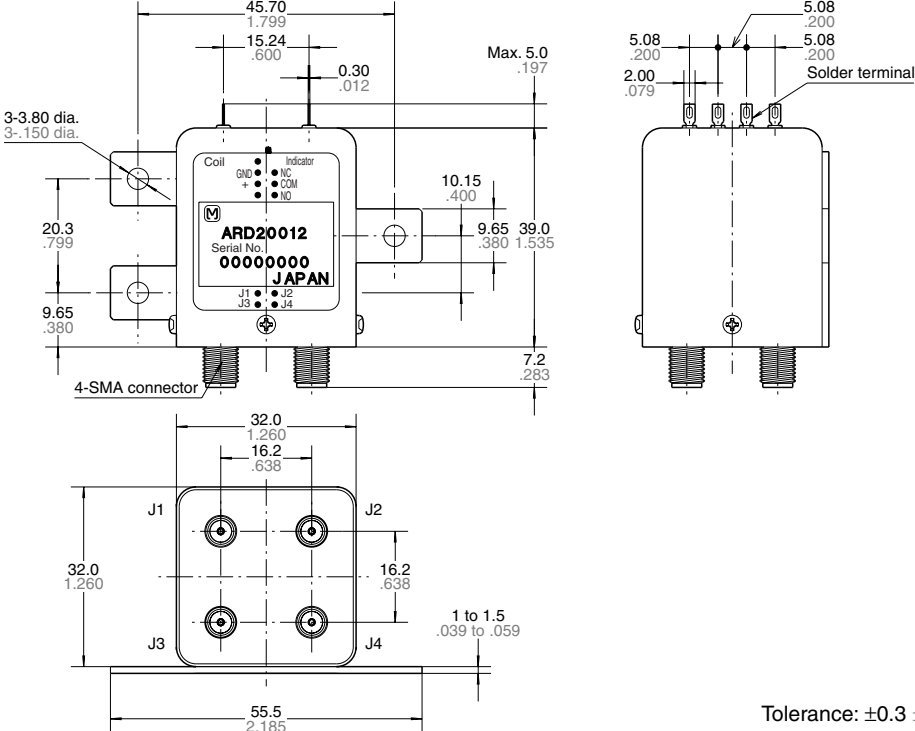 45.70
1.799
15.24
.600
0.30
.012
Max. 5.0
.197
3-3.80 dia.
3-.150 dia.
20.3
.799
9.65
.380
10.15
.400
9.65
.380
39.0
1.535
7.2
.283
Coil
Indicator
GND
NC
+
COM
NO
M
ARD20012
Serial No.
00000000
JAPAN
J1
J2
J3
J4
4-SMA connector
5.08
.200
5.08
.200
5.08
.200
2.00
.079
Solder terminal
32.0
1.260
16.2
.638
J1
J2
32.0
1.260
16.2
.638
J3
J4
1 to 1.5
.039 to .059
55.5
2.185
Tolerance: ±0.3